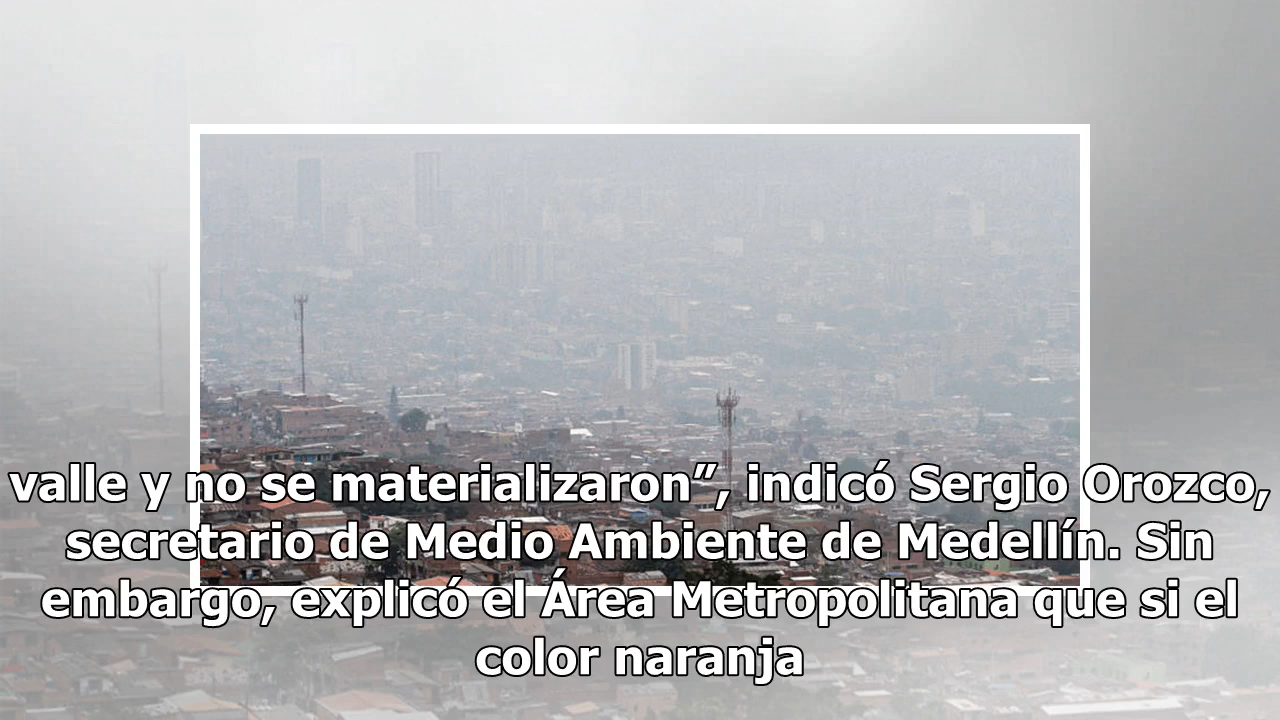 valle y no se materializaron”, indicó Sergio Orozco,
secretario de Medio Ambiente de Medellín. Sin
embargo, explicó el Área Metropolitana que si el
color naranja